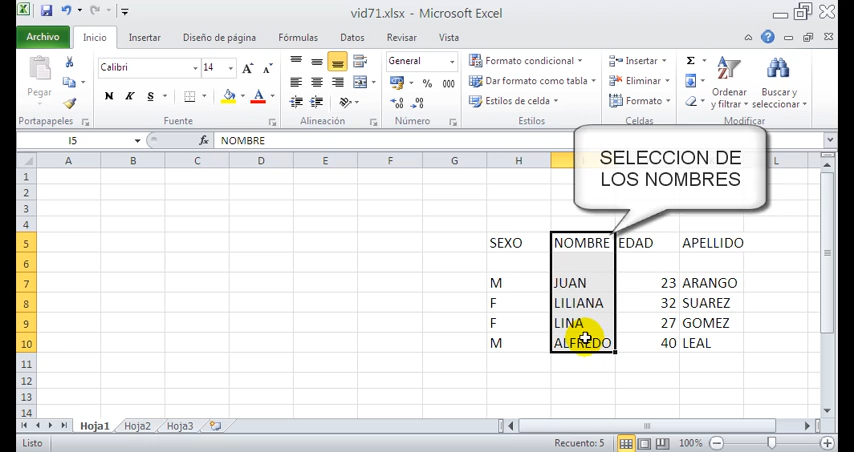 vid71.xlsx - Microsoft Excel
Archivo Inicio Insertar Diseño de página Fórmulas Datos Revisar Vista
Pegar
Calibri 14
N K S
General
% 000
Formato condicional
Dar formato como tabla
Estilos de celda
Insertar
Eliminar
Formato
Ordenar y filtrar
Buscar y seleccionar
Portapapeles Fuente Alineación Número Estilos Celdas Modificar
I5 fx NOMBRE
SELECCION DE
LOS NOMBRES
A B C D E F G H L
1
2
3
4
5 SEXO NOMBRE EDAD APELLIDO
6
7 M JUAN 23 ARANGO
8 F LILIANA 32 SUAREZ
9 F LINA 27 GOMEZ
10 M ALFREDO 40 LEAL
11
12
13
14
Hoja1 Hoja2 Hoja3
Listo Recuento: 5 100%